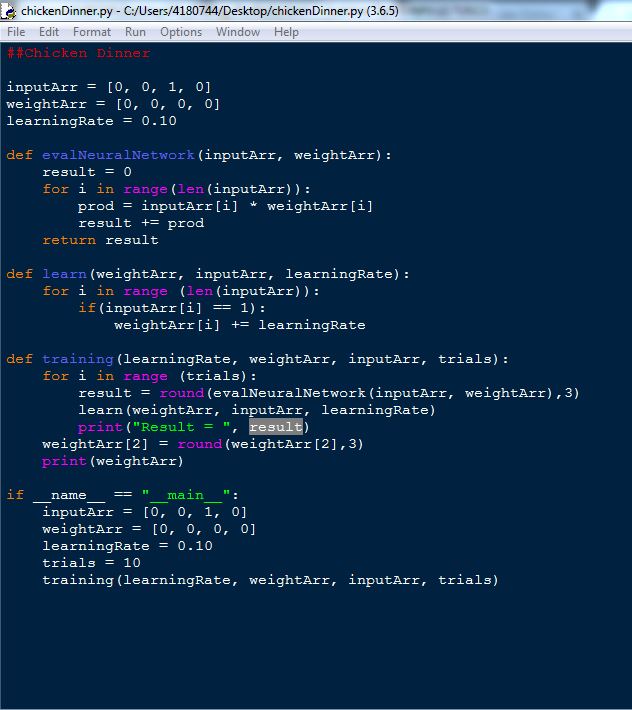 chickenDinner.py - C:/Users/4180744/Desktop/chickenDinner.py (3.6.5)
File Edit Format Run Options Window Help
##Chicken Dinner
inputArr = [0, 0, 1, 0]
weightArr = [0, 0, 0, 0]
learningRate = 0.10
def evalNeuralNetwork(inputArr, weightArr):
    result = 0
    for i in range(len(inputArr)):
        prod = inputArr[i] * weightArr[i]
        result += prod
    return result
def learn(weightArr, inputArr, learningRate):
    for i in range (len(inputArr)):
        if(inputArr[i] == 1):
            weightArr[i] += learningRate
def training(learningRate, weightArr, inputArr, trials):
    for i in range (trials):
        result = round(evalNeuralNetwork(inputArr, weightArr),3)
        learn(weightArr, inputArr, learningRate)
        print("Result = ", result)
    weightArr[2] = round(weightArr[2],3)
    print(weightArr)
if __name__ == "__main__":
    inputArr = [0, 0, 1, 0]
    weightArr = [0, 0, 0, 0]
    learningRate = 0.10
    trials = 10
    training(learningRate, weightArr, inputArr, trials)